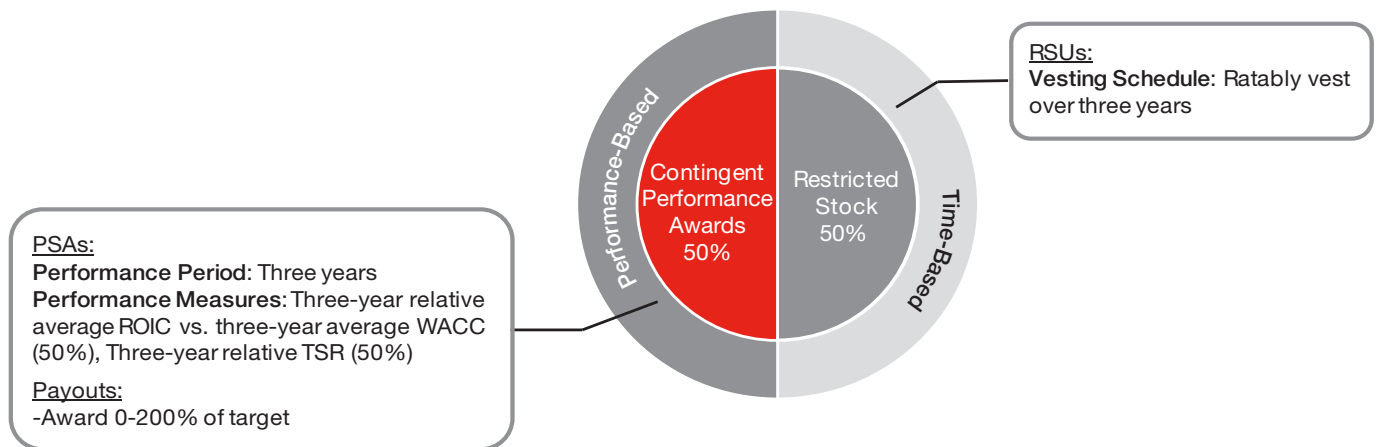 RSUs:
Vesting Schedule: Ratably vest
over three years
Performance-Based
Contingent
Performance
Awards
50%
Restricted
Stock
50%
Time-Based
PSAs:
Performance Period: Three years
Performance Measures: Three-year relative
average ROIC vs. three-year average WACC
(50%), Three-year relative TSR (50%)
Payouts:
-Award 0-200% of target